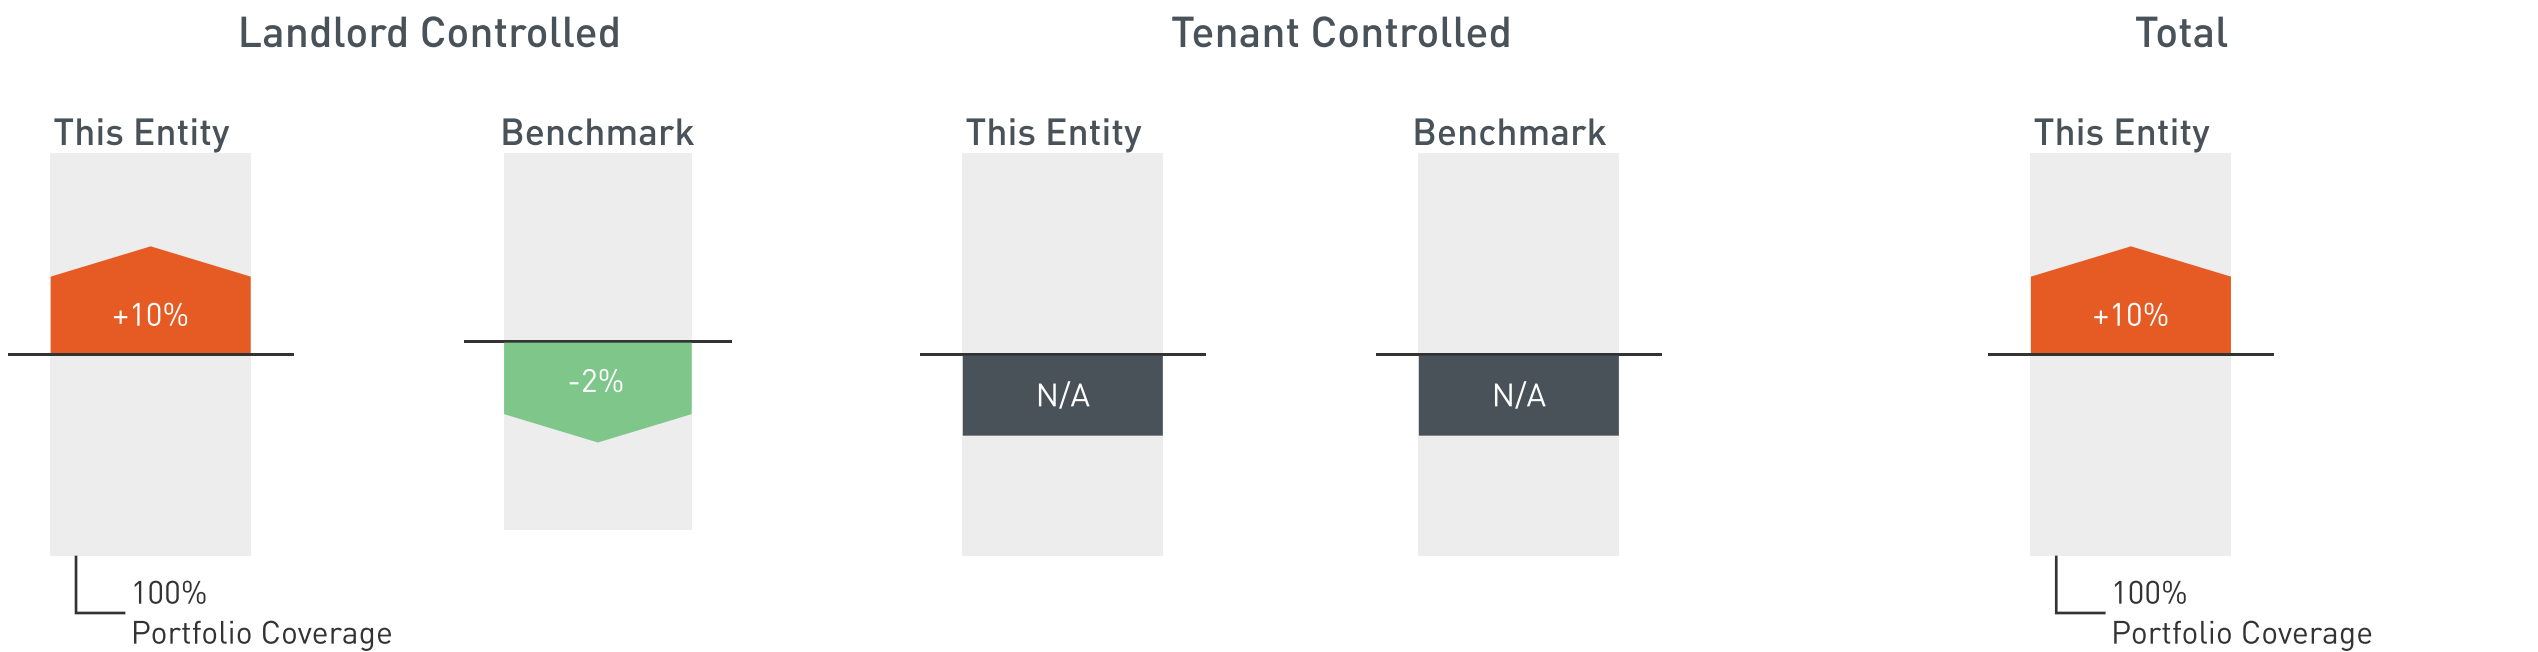 Landlord Controlled
Tenant Controlled
Total
This Entity
Benchmark
This Entity
Benchmark
This Entity
+10%
-2%
N/A
N/A
+10%
100%
Portfolio Coverage
100%
Portfolio Coverage